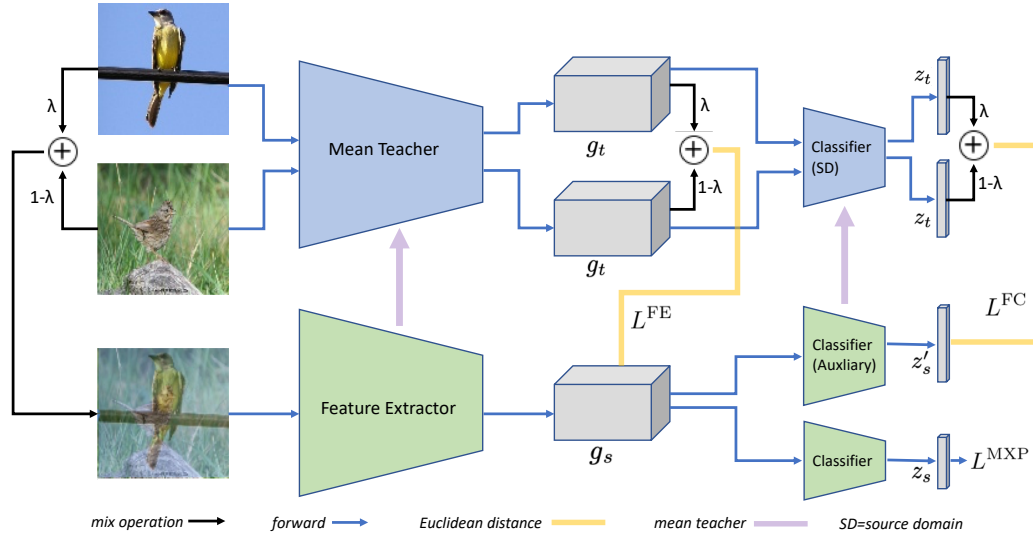 λ
1-λ
Mean Teacher
g_t
λ
1-λ
g_t
Classifier
(SD)
z_t
λ
1-λ
z_t
L^FE
L^FC
Feature Extractor
g_s
Classifier
(Auxliary)
z_s'
Classifier
z_s
L^MXP
mix operation
forward
Euclidean distance
mean teacher
SD=source domain